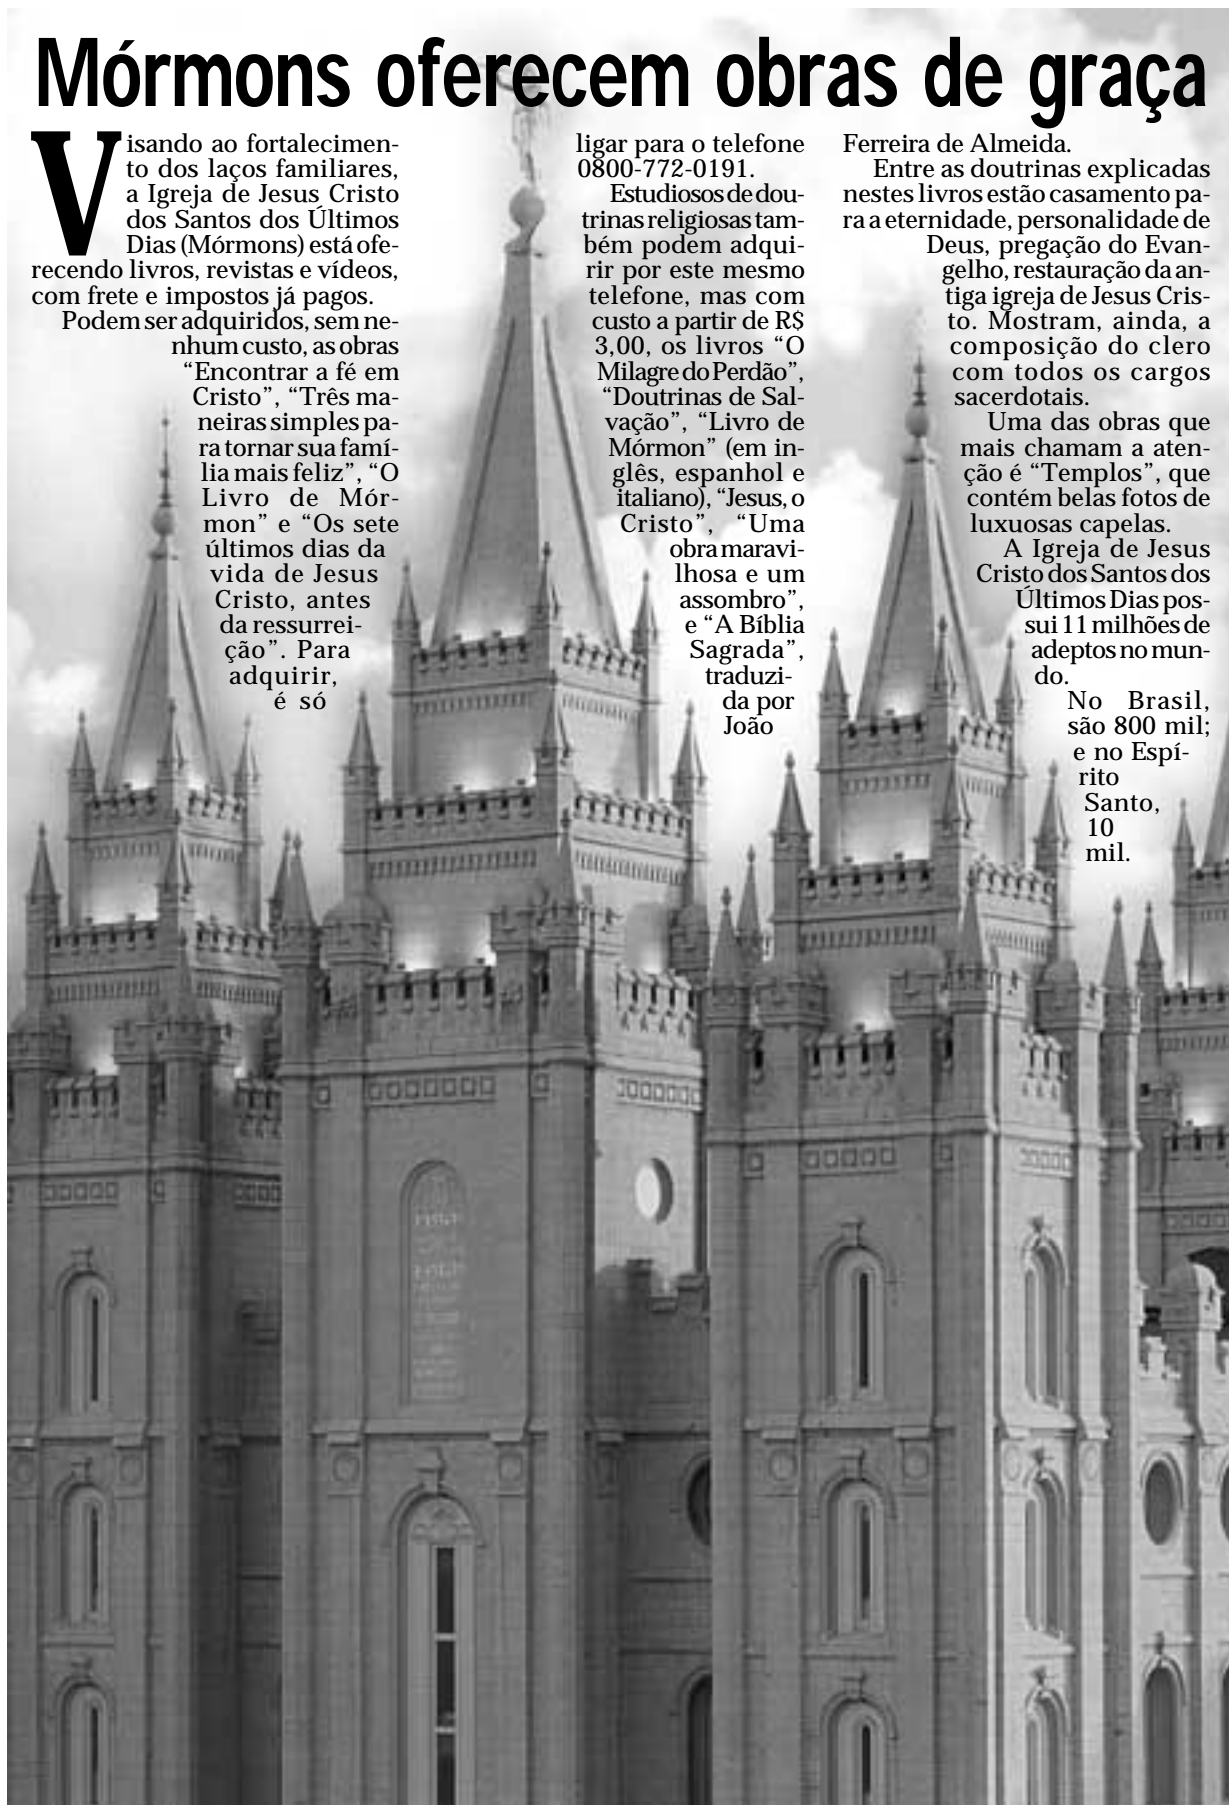 Mórmons oferecem obras de graça
Visando ao fortalecimen-
to dos laços familiares,
a Igreja de Jesus Cristo
dos Santos dos Últimos
Dias (Mórmons) está ofe-
recendo livros, revistas e vídeos,
com frete e impostos já pagos.
Podem ser adquiridos, sem ne-
nhum custo, as obras
“Encontrar a fé em
Cristo”, “Três ma-
neiras simples pa-
ra tornar sua famí-
lia mais feliz”, “O
Livro de Mór-
mon” e “Os sete
últimos dias da
vida de Jesus
Cristo, antes
da ressurrei-
ção”. Para
adquirir,
é só
ligar para o telefone
0800-772-0191.
Estudiosos de dou-
trinas religiosas tam-
bém podem adqui-
rir por este mesmo
telefone, mas com
custo a partir de R$
3,00, os livros “O
Milagre do Perdão”,
“Doutrinas de Sal-
vação”, “Livro de
Mórmon” (em in-
glês, espanhol e
italiano), “Jesus, o
Cristo”, “Uma
obra maravi-
lhosa e um
assombro”,
e “A Bíblia
Sagrada”,
traduzi-
da por
João
Ferreira de Almeida.
Entre as doutrinas explicadas
nestes livros estão casamento pa-
ra a eternidade, personalidade de
Deus, pregação do Evan-
gelho, restauração da an-
tiga igreja de Jesus Cris-
to. Mostram, ainda, a
composição do clero
com todos os cargos
sacerdotais.
Uma das obras que
mais chamam a aten-
ção é “Templos”, que
contém belas fotos de
luxuosas capelas.
A Igreja de Jesus
Cristo dos Santos dos
Últimos Dias pos-
sui 11 milhões de
adeptos no mun-
do.
No Brasil,
são 800 mil;
e no Espí-
rito
Santo,
10
mil.